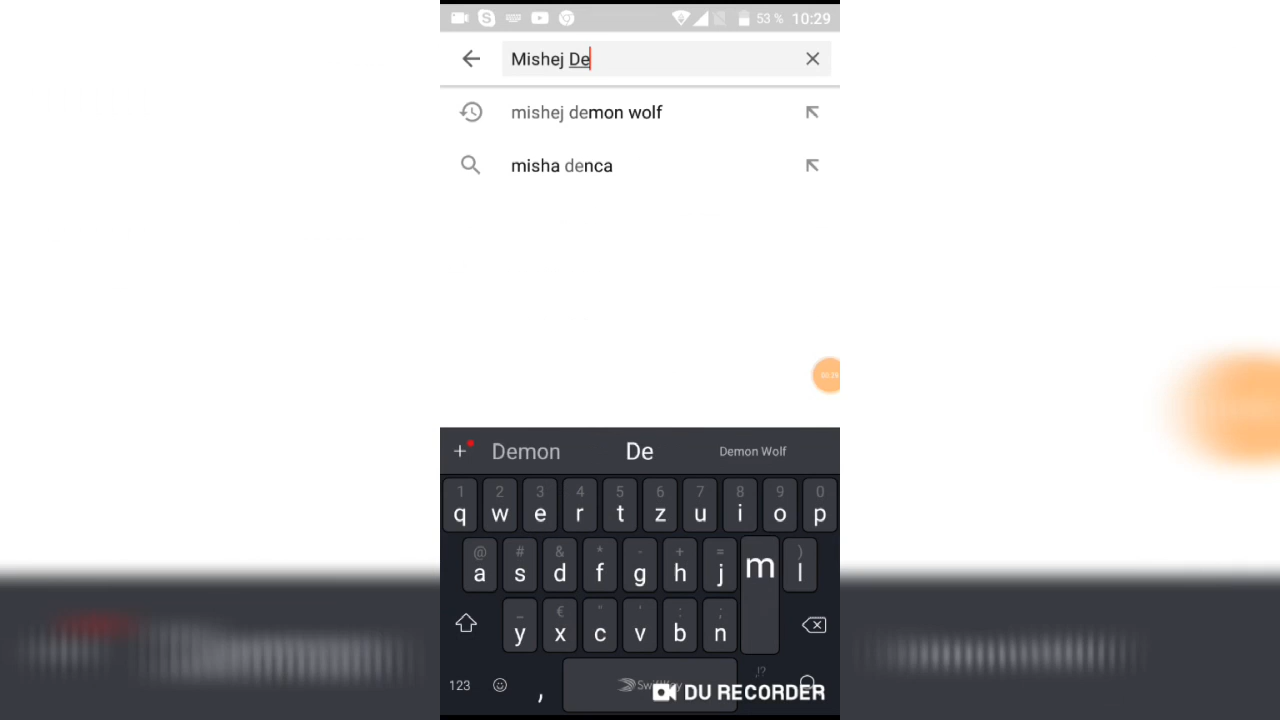 53 % 10:29
Mishej De
mishej demon wolf
misha denca
+ Demon De Demon Wolf
1 2 3 4 5 6 7 8 9 0
q w e r t z u i o p
@ # & * - + = )
a s d f g h j m l
_ € " ' : ;
y x c v b n
,!?
123 , SwiftKey
DU RECORDER